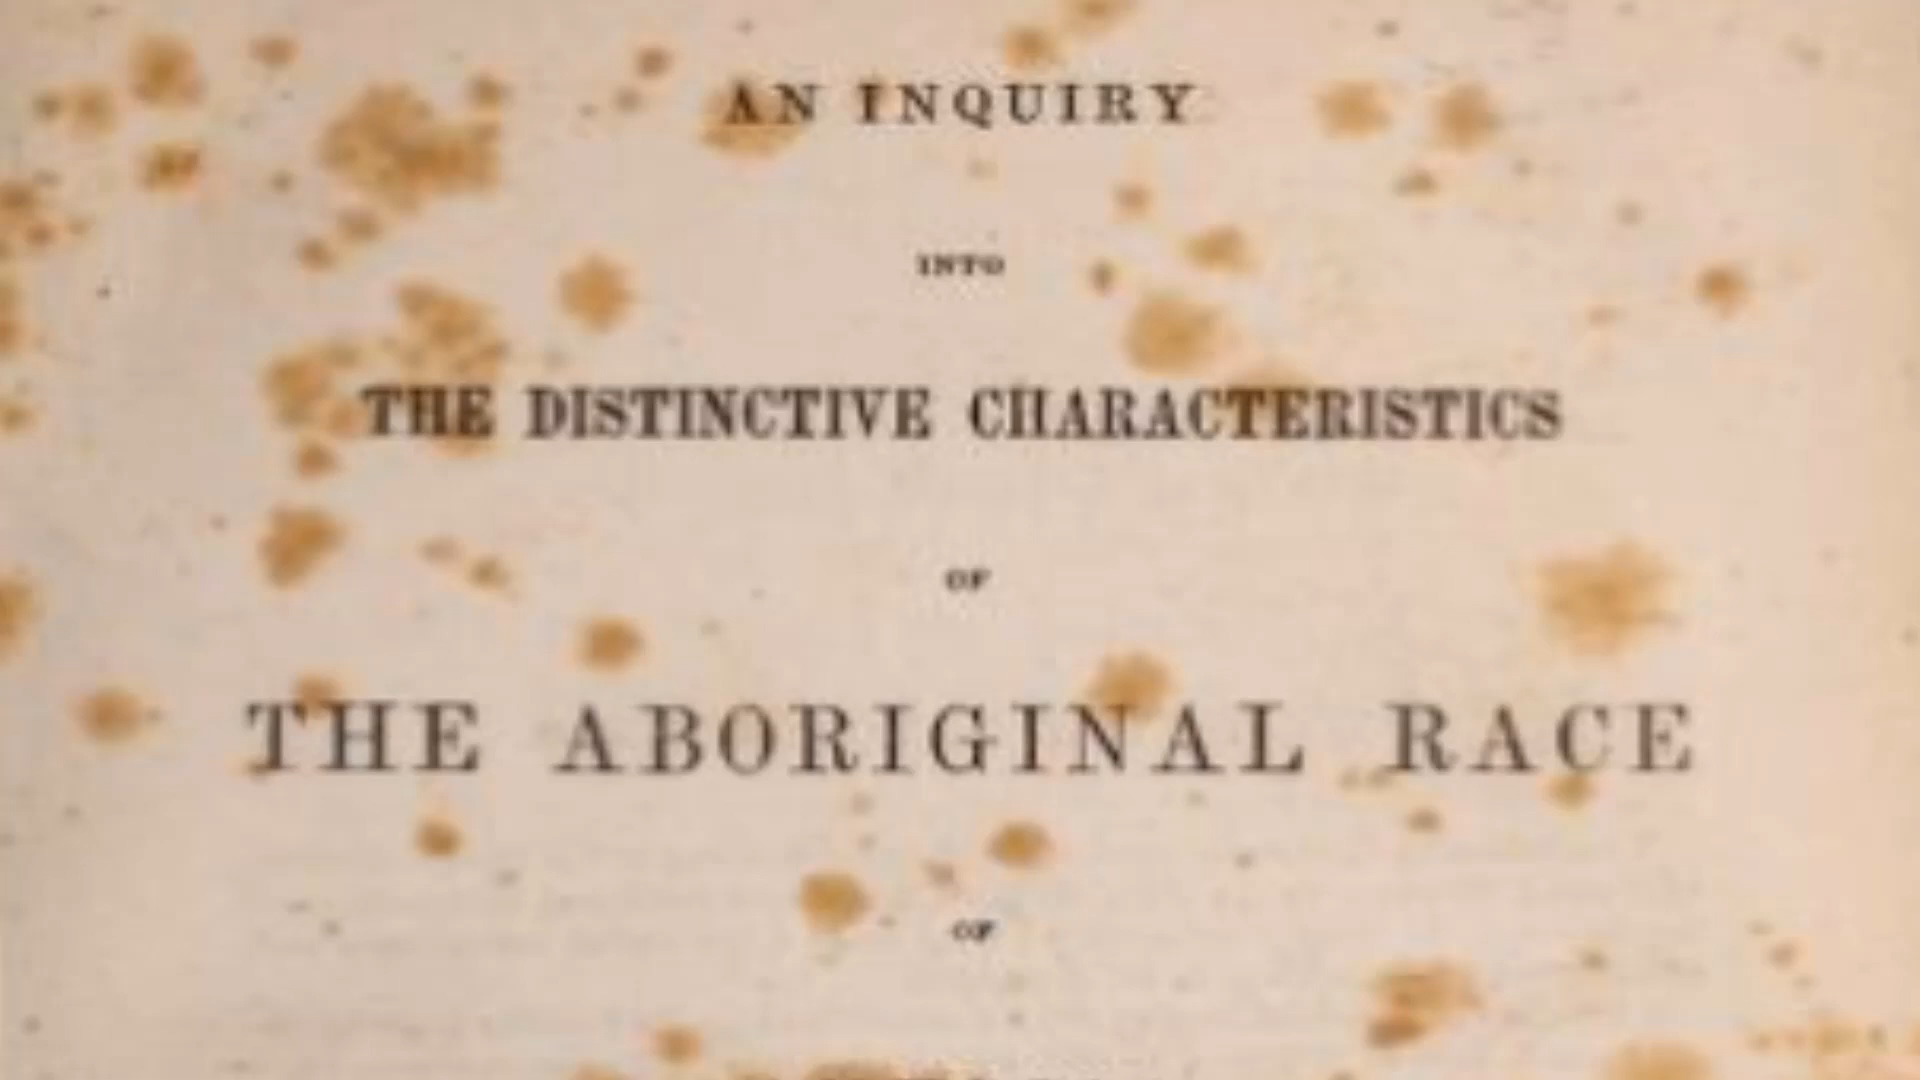 AN INQUIRY
INTO
THE DISTINCTIVE CHARACTERISTICS
OF
THE ABORIGINAL RACE
OF